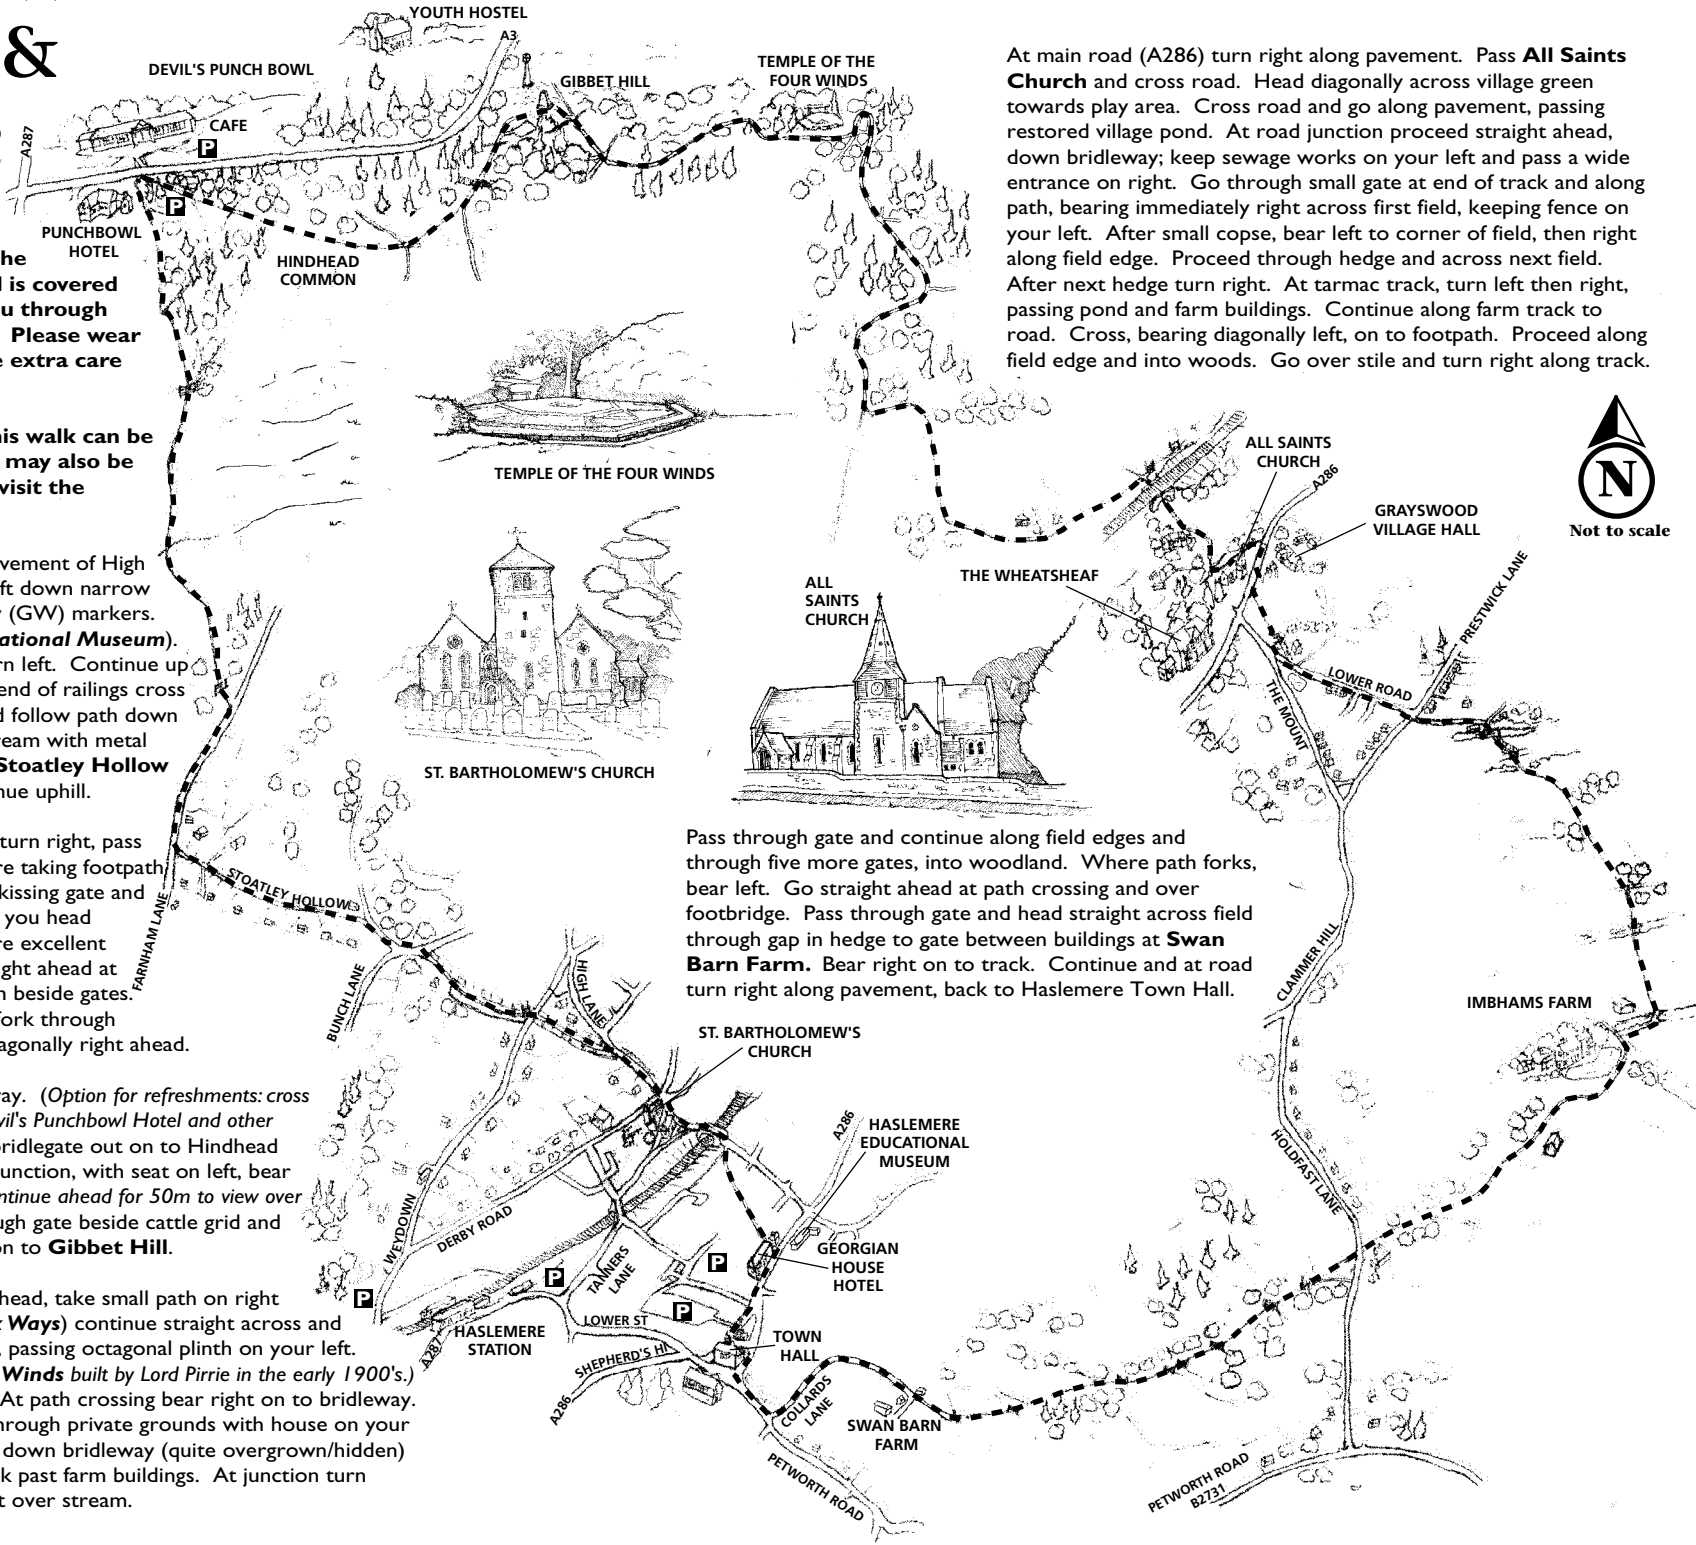 &
YOUTH HOSTEL
A3
DEVIL'S PUNCH BOWL
GIBBET HILL
TEMPLE OF THE
FOUR WINDS
CAFE
P
A287
P
PUNCHBOWL
HOTEL
HINDHEAD
COMMON
At main road (A286) turn right along pavement. Pass All Saints
Church and cross road. Head diagonally across village green
towards play area. Cross road and go along pavement, passing
restored village pond. At road junction proceed straight ahead,
down bridleway; keep sewage works on your left and pass a wide
entrance on right. Go through small gate at end of track and along
path, bearing immediately right across first field, keeping fence on
your left. After small copse, bear left to corner of field, then right
along field edge. Proceed through hedge and across next field.
After next hedge turn right. At tarmac track, turn left then right,
passing pond and farm buildings. Continue along farm track to
road. Cross, bearing diagonally left, on to footpath. Proceed along
field edge and into woods. Go over stile and turn right along track.
he
is covered
u through
Please wear
e extra care
his walk can be
may also be
visit the
TEMPLE OF THE FOUR WINDS
ALL SAINTS
CHURCH
A286
GRAYSWOOD
VILLAGE HALL
N
Not to scale
THE WHEATSHEAF
PRESTWICK LANE
LOWER ROAD
THE MOUNT
ALL
SAINTS
CHURCH
ST. BARTHOLOMEW'S CHURCH
vement of High
ft down narrow
(GW) markers.
ational Museum).
rn left. Continue up
end of railings cross
d follow path down
ream with metal
Stoatley Hollow
nue uphill.
turn right, pass
re taking footpath
kissing gate and
you head
re excellent
ght ahead at
n beside gates.
fork through
agonally right ahead.
STOATLEY HOLLOW
FARNHAM LANE
BUNCH LANE
HIGH LANE
Pass through gate and continue along field edges and
through five more gates, into woodland. Where path forks,
bear left. Go straight ahead at path crossing and over
footbridge. Pass through gate and head straight across field
through gap in hedge to gate between buildings at Swan
Barn Farm. Bear right on to track. Continue and at road
turn right along pavement, back to Haslemere Town Hall.
CLAMMER HILL
IMBHAMS FARM
HOLDFAST LANE
ST. BARTHOLOMEW'S
CHURCH
ay. (Option for refreshments: cross
vil's Punchbowl Hotel and other
bridlegate out on to Hindhead
unction, with seat on left, bear
ntinue ahead for 50m to view over
ugh gate beside cattle grid and
on to Gibbet Hill.
A286
HASLEMERE
EDUCATIONAL
MUSEUM
WEYDOWN
DERBY ROAD
TANNERS
LANE
P
P
P
P
GEORGIAN
HOUSE
HOTEL
LOWER ST
HASLEMERE
STATION
A287
SHEPHERD'S HI
A286
TOWN
HALL
COLLARDS
LANE
SWAN BARN
FARM
PETWORTH ROAD
PETWORTH ROAD
B2731
head, take small path on right
Ways) continue straight across and
, passing octagonal plinth on your left.
Winds built by Lord Pirrie in the early 1900's.)
At path crossing bear right on to bridleway.
hrough private grounds with house on your
down bridleway (quite overgrown/hidden)
k past farm buildings. At junction turn
t over stream.